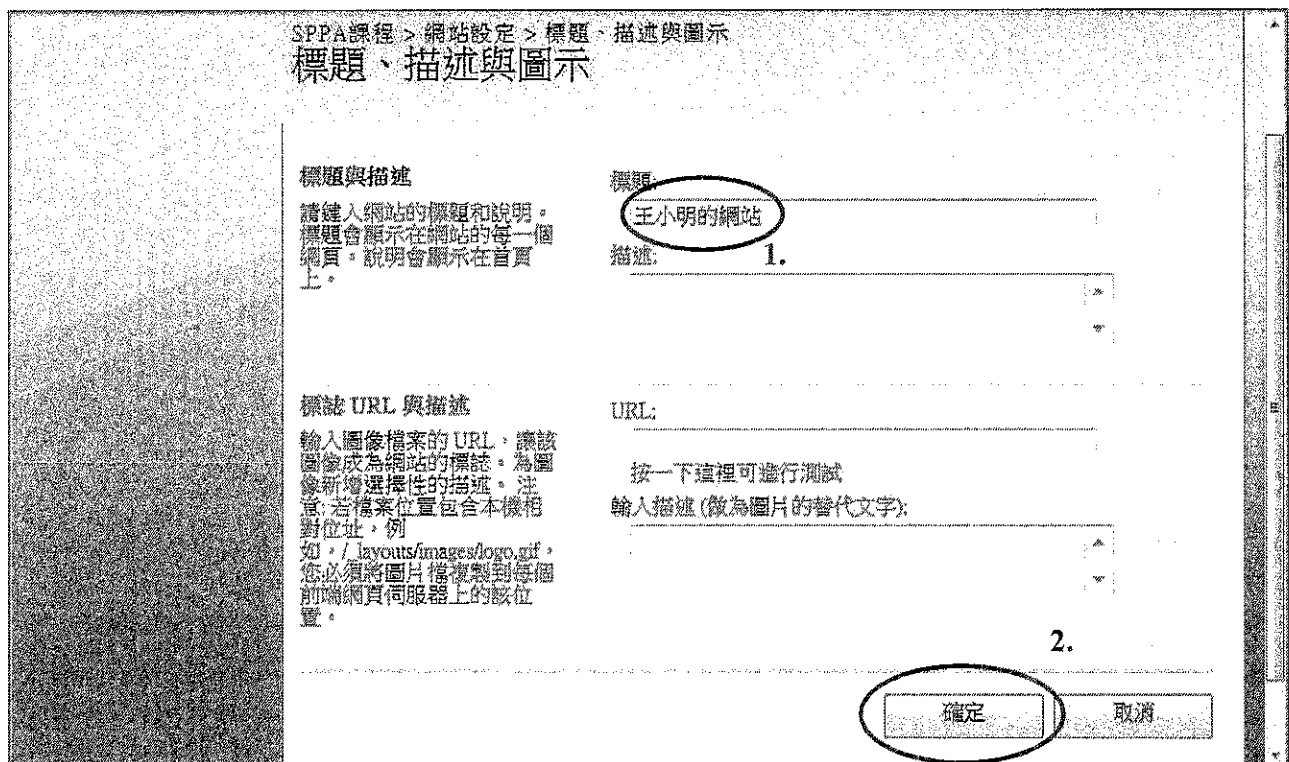 SPPA課程 > 網站設定 > 標題、描述與圖示
標題、描述與圖示
標題與描述
請鍵入網站的標題和說明。
標題會顯示在網站的每一個
網頁。說明會顯示在首頁
上。
標題:
王小明的網站
1.
描述:
標誌 URL 與描述
輸入圖像檔案的 URL，讓該
圖像成為網站的標誌。為圖
像新增選擇性的描述。注
意: 若檔案位置包含本機相
對位址，例
如，/_layouts/images/logo.gif，
您必須將圖片檔複製到每個
前端網頁伺服器上的該位
置。
URL:
按一下這裡可進行測試
輸入描述 (做為圖片的替代文字):
2.
確定
取消